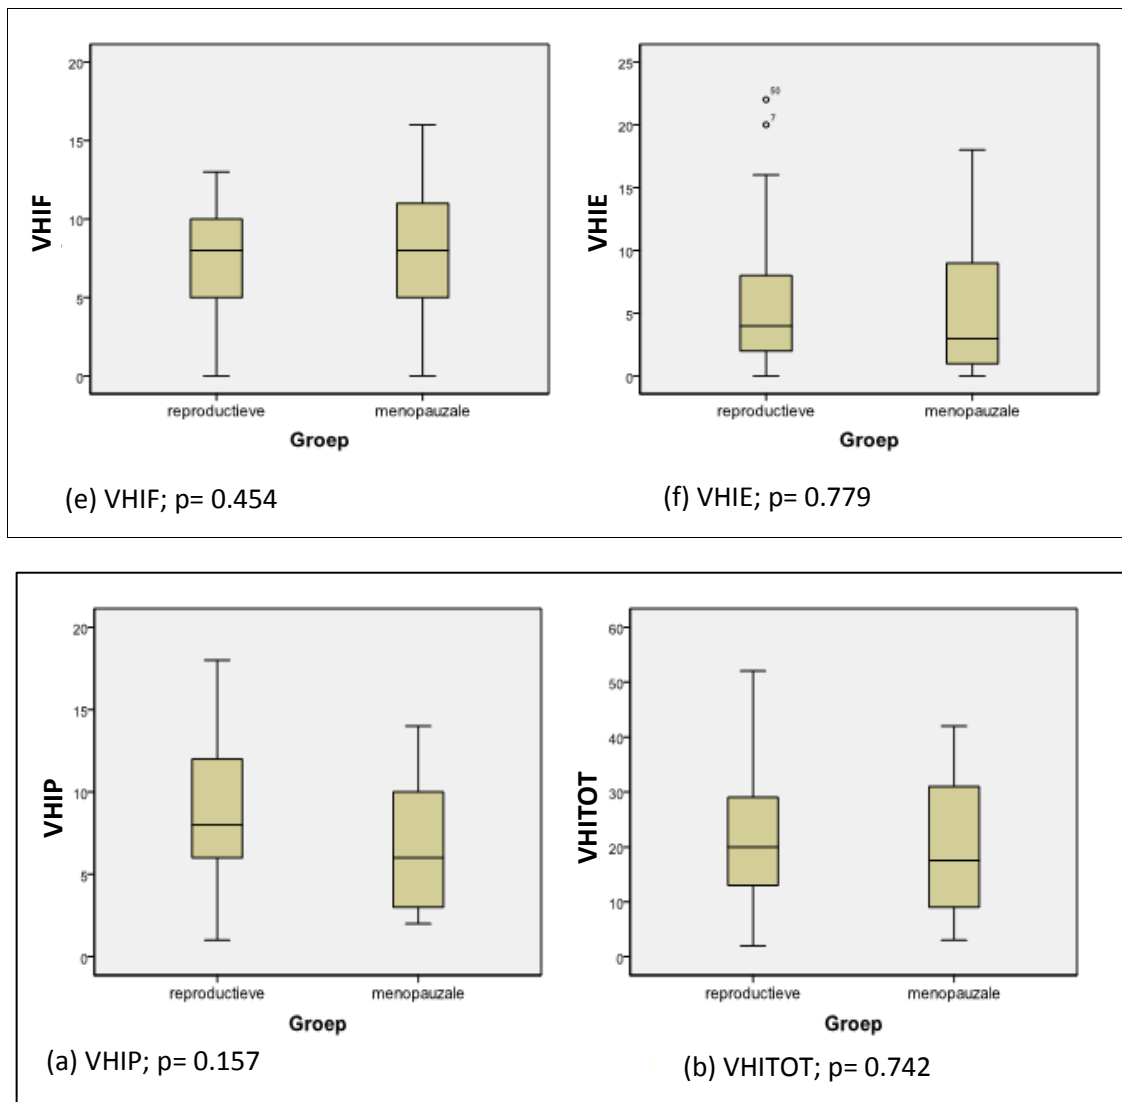 VHIF
20
15
10
5
0
reproductieve menopauzale
Groep
(e) VHIF; p= 0.454
VHIE
25
20
15
10
5
0
50
7
reproductieve menopauzale
Groep
(f) VHIE; p= 0.779
VHIP
20
15
10
5
0
reproductieve menopauzale
Groep
(a) VHIP; p= 0.157
VHITOT
60
50
40
30
20
10
0
reproductieve menopauzale
Groep
(b) VHITOT; p= 0.742